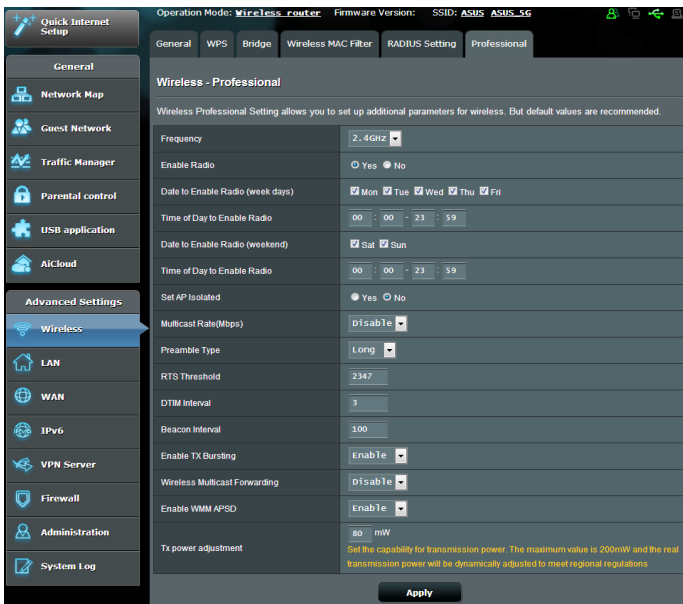 Quick Internet
Setup
Operation Mode: Wireless router Firmware Version: SSID: ASUS ASUS_5G
General WPS Bridge Wireless MAC Filter RADIUS Setting Professional
General
Network Map
Guest Network
Traffic Manager
Parental control
USB application
AiCloud
Advanced Settings
Wireless
LAN
WAN
IPv6
VPN Server
Firewall
Administration
System Log
Wireless - Professional
Wireless Professional Setting allows you to set up additional parameters for wireless. But default values are recommended.
Frequency 2.4GHz
Enable Radio Yes No
Date to Enable Radio (week days) Mon Tue Wed Thu Fri
Time of Day to Enable Radio 00 : 00 - 23 : 59
Date to Enable Radio (weekend) Sat Sun
Time of Day to Enable Radio 00 : 00 - 23 : 59
Set AP Isolated Yes No
Multicast Rate(Mbps) Disable
Preamble Type Long
RTS Threshold 2347
DTIM Interval 3
Beacon Interval 100
Enable TX Bursting Enable
Wireless Multicast Forwarding Disable
Enable WMM APSD Enable
Tx power adjustment 80 mW
Set the capability for transmission power. The maximum value is 200mW and the real
transmission power will be dynamically adjusted to meet regional regulations
Apply